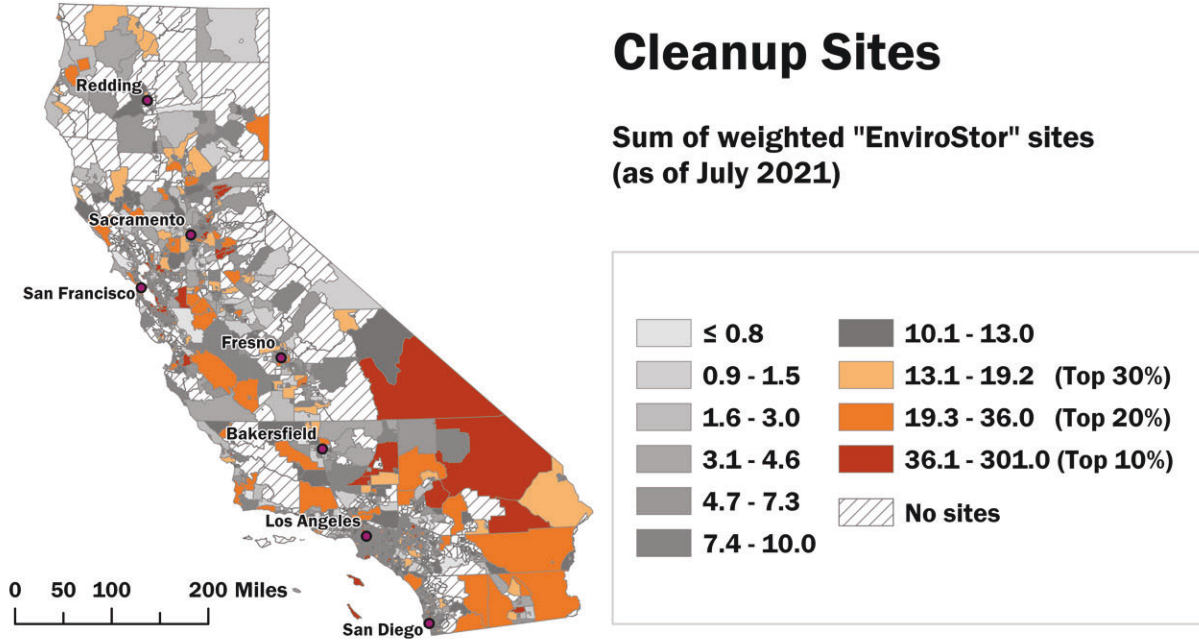 Cleanup Sites
Sum of weighted "EnviroStor" sites
(as of July 2021)
Redding
Sacramento
San Francisco
Fresno
Bakersfield
Los Angeles
San Diego
0 50 100 200 Miles
≤ 0.8
0.9 - 1.5
1.6 - 3.0
3.1 - 4.6
4.7 - 7.3
7.4 - 10.0
10.1 - 13.0
13.1 - 19.2 (Top 30%)
19.3 - 36.0 (Top 20%)
36.1 - 301.0 (Top 10%)
No sites